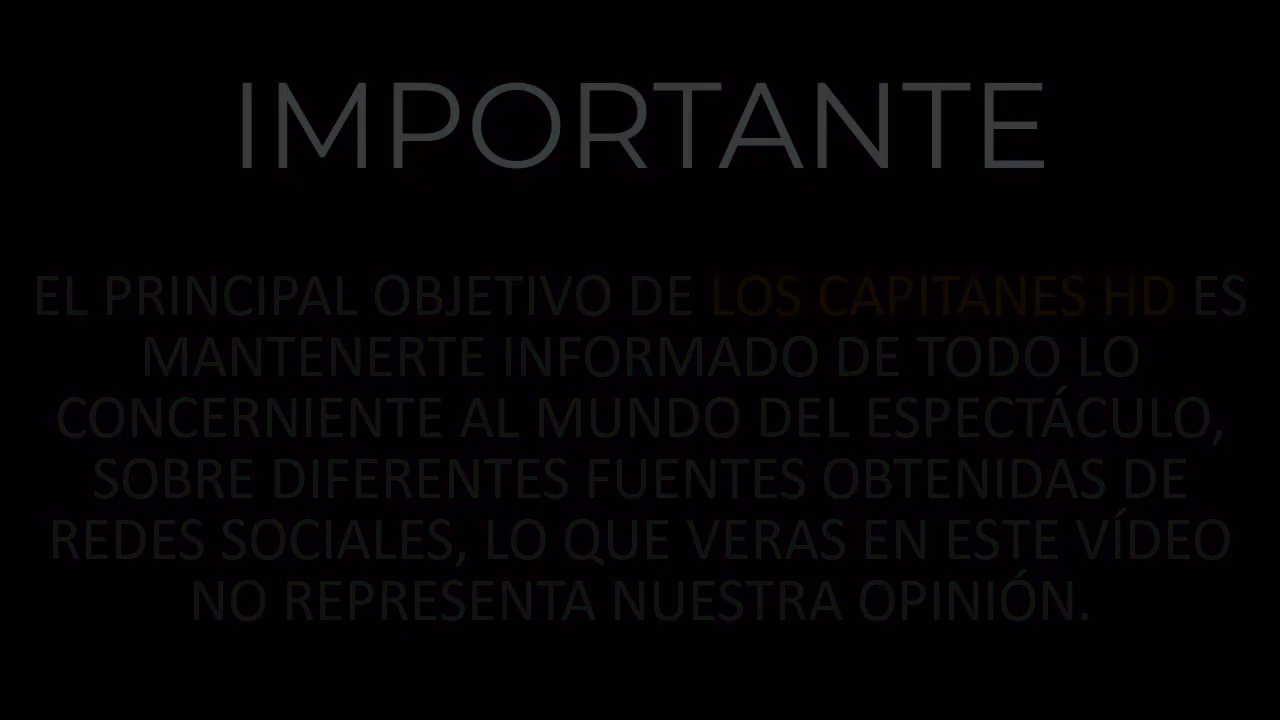 IMPORTANTE
EL PRINCIPAL OBJETIVO DE LOS CAPITANES HD ES
MANTENERTE INFORMADO DE TODO LO
CONCERNIENTE AL MUNDO DEL ESPECTÁCULO,
SOBRE DIFERENTES FUENTES OBTENIDAS DE
REDES SOCIALES, LO QUE VERAS EN ESTE VÍDEO
NO REPRESENTA NUESTRA OPINIÓN.